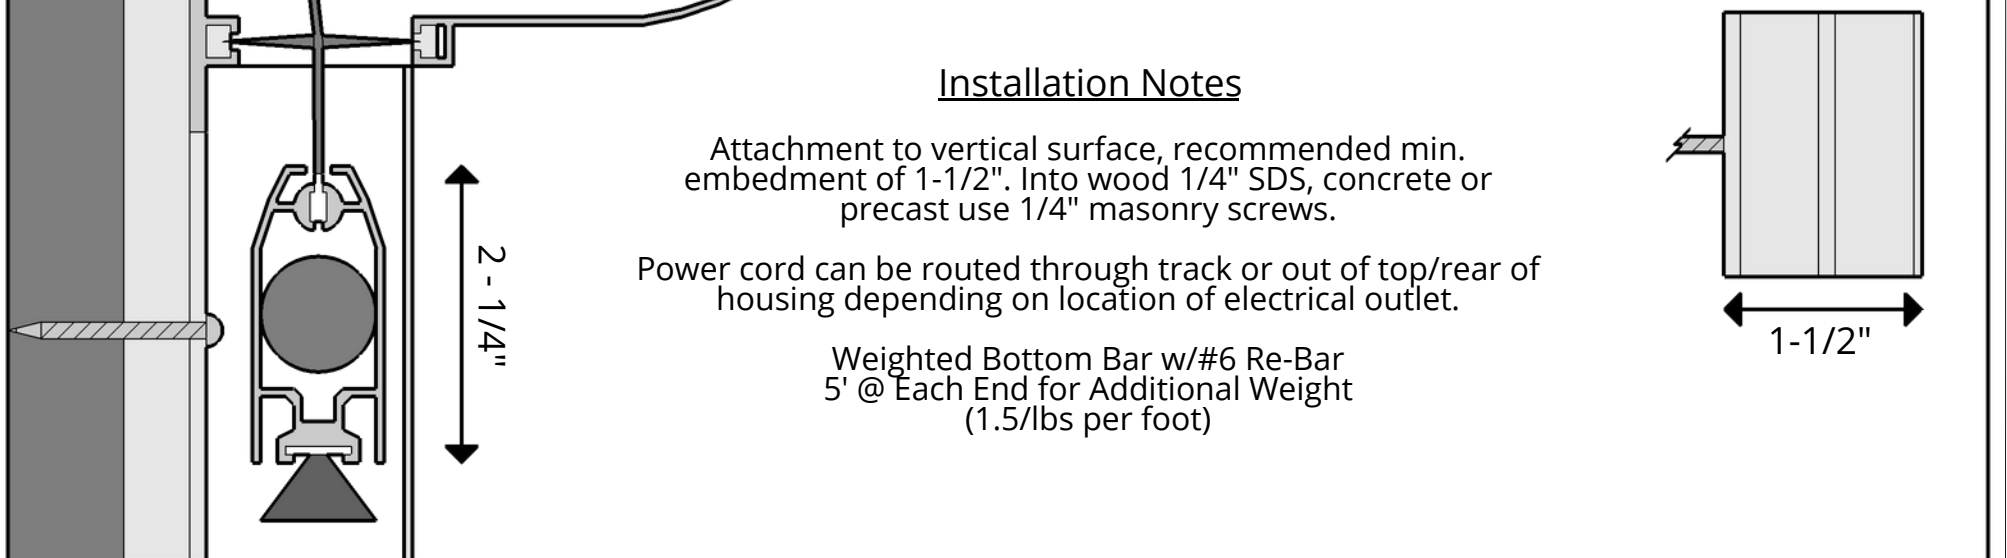 Installation Notes
Attachment to vertical surface, recommended min.
embedment of 1-1/2". Into wood 1/4" SDS, concrete or
precast use 1/4" masonry screws.
Power cord can be routed through track or out of top/rear of
housing depending on location of electrical outlet.
Weighted Bottom Bar w/#6 Re-Bar
5' @ Each End for Additional Weight
(1.5/lbs per foot)
2 - 1/4"
1-1/2"